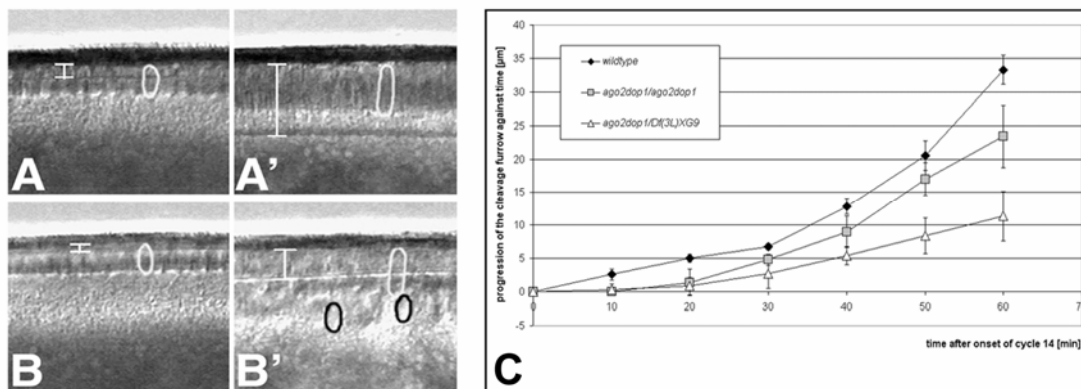 A
A'
B
B'
C
progression of the cleavage furrow against time [µm]
40
35
30
25
20
15
10
5
0
-5
wildtype
ago2dop1/ago2dop1
ago2dop1/Df(3L)XG9
0
10
20
30
40
50
60
7
time after onset of cycle 14 [min]